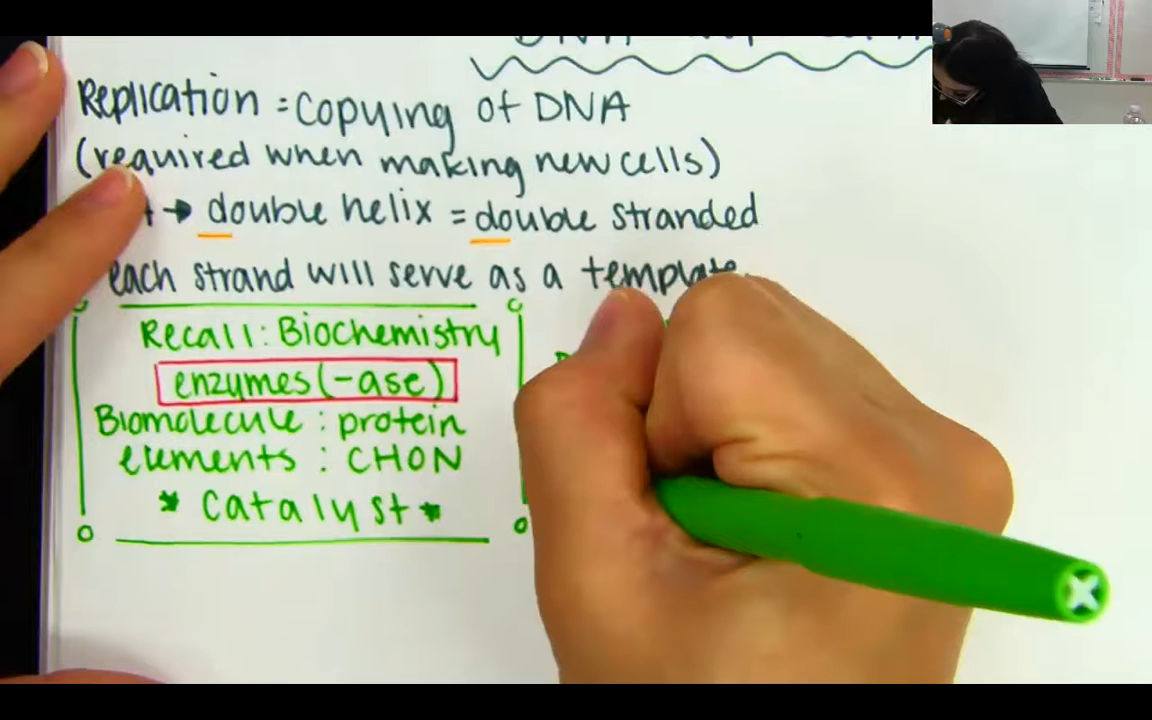 Replication = Copying of DNA
(required when making new cells)
→ double helix = double stranded
each strand will serve as a template
Recall: Biochemistry
enzymes (-ase)
Biomolecule : protein
elements : CHON
* Catalyst *